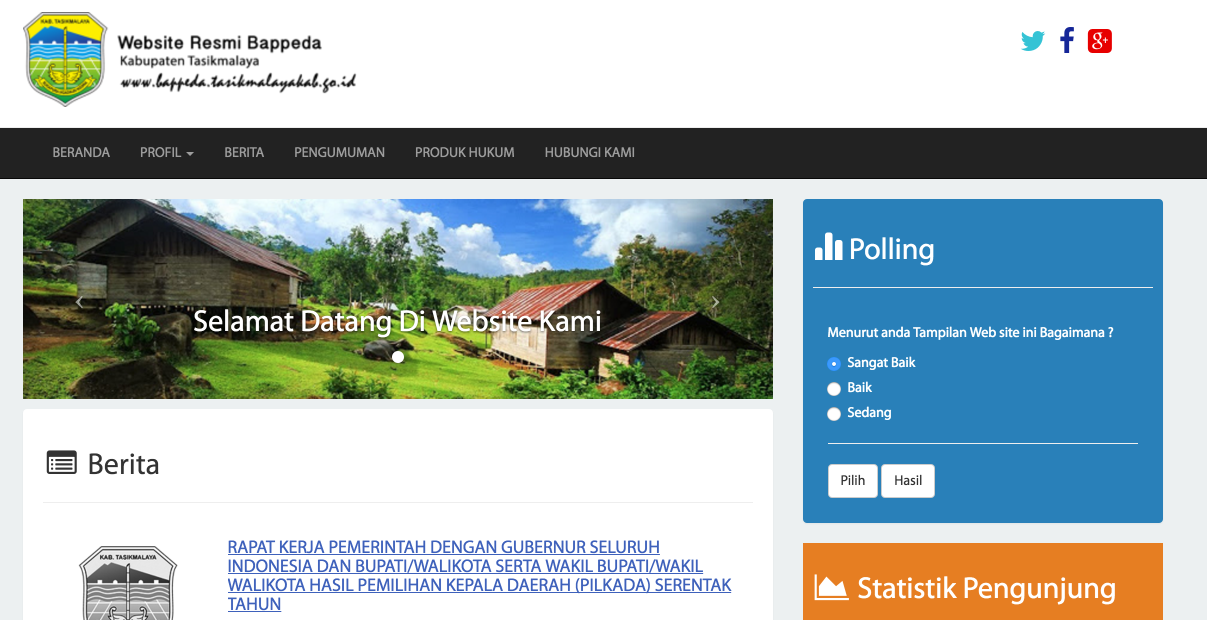 KAB. TASIKMALAYA
Website Resmi Bappeda
Kabupaten Tasikmalaya
www.bappeda.tasikmalayakab.go.id
BERANDA PROFIL BERITA PENGUMUMAN PRODUK HUKUM HUBUNGI KAMI
Selamat Datang Di Website Kami
Berita
KAB. TASIKMALAYA
RAPAT KERJA PEMERINTAH DENGAN GUBERNUR SELURUH
INDONESIA DAN BUPATI/WALIKOTA SERTA WAKIL BUPATI/WAKIL
WALIKOTA HASIL PEMILIHAN KEPALA DAERAH (PILKADA) SERENTAK
TAHUN
Polling
Menurut anda Tampilan Web site ini Bagaimana ?
Sangat Baik
Baik
Sedang
Pilih Hasil
Statistik Pengunjung